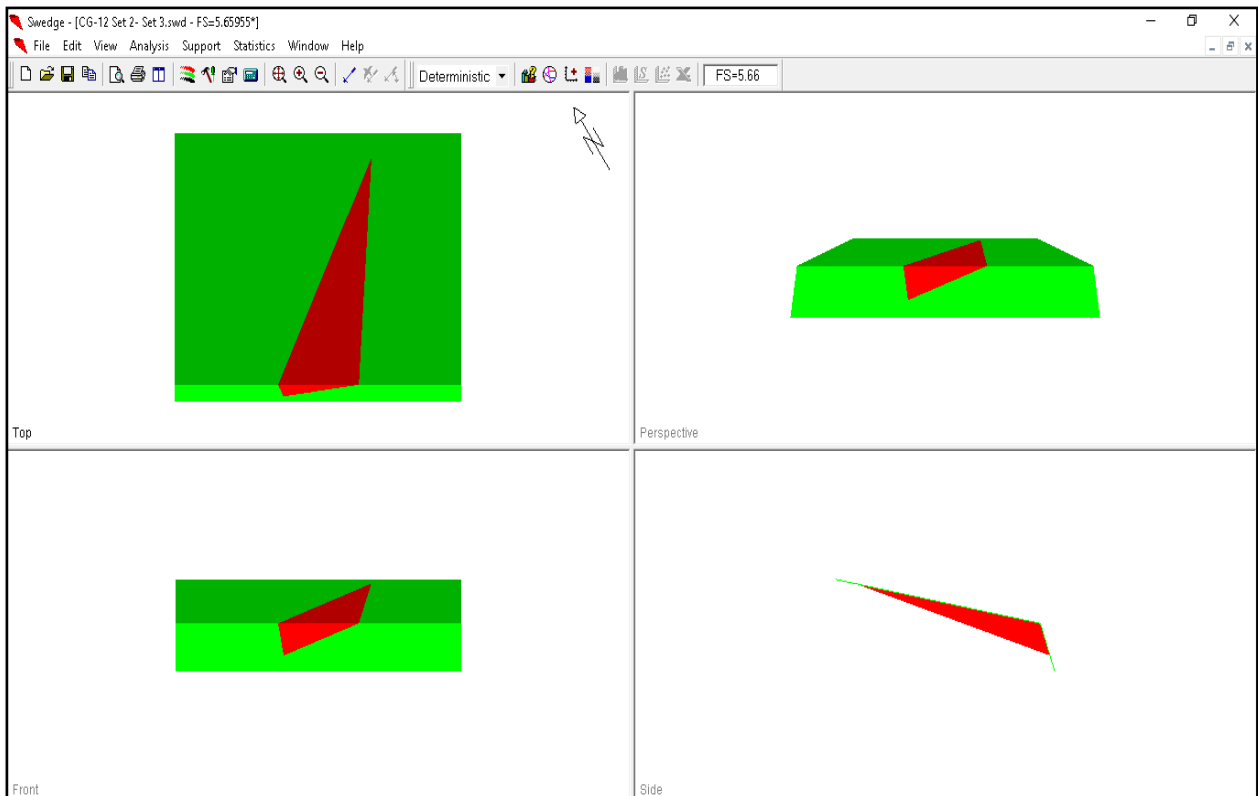 Swedge - [CG-12 Set 2- Set 3.swd - FS=5.65955*]
File Edit View Analysis Support Statistics Window Help
Deterministic FS=5.66
N
Top
Perspective
Front
Side